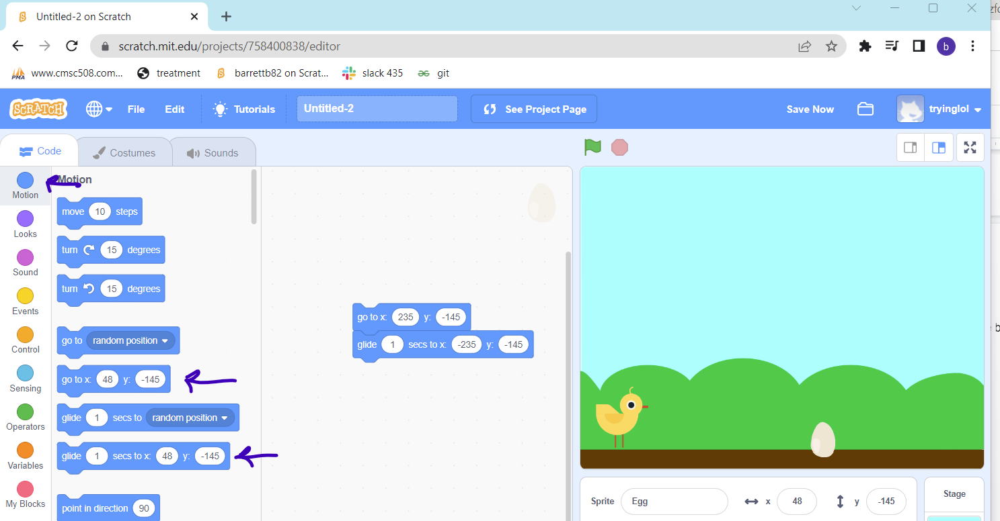 Untitled-2 on Scratch
zfo
scratch.mit.edu/projects/758400838/editor
b
PMA www.cmsc508.com... treatment barrettb82 on Scrat... slack 435 git
SCRATCH File Edit Tutorials Untitled-2 See Project Page Save Now tryinglol
Code Costumes Sounds
Motion
Looks
Sound
Events
Control
Sensing
Operators
Variables
My Blocks
Motion
move 10 steps
turn 15 degrees
turn 15 degrees
go to random position
go to x: 48 y: -145
glide 1 secs to random position
glide 1 secs to x: 48 y: -145
point in direction 90
go to x: 235 y: -145
glide 1 secs to x: -235 y: -145
e b
Sprite Egg x 48 y -145
Stage